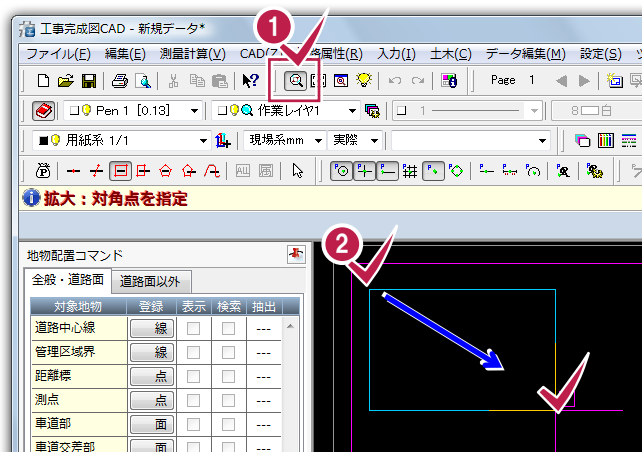 工事完成図CAD - 新規データ*
1
ファイル(F) 編集(E) 測量計算(V) CAD(Z) 路属性(R) 入力(I) 土木(C) データ編集(M) 設定(S)
Page 1
Pen 1 [0.13] 作業レイヤ1 1 8 白
用紙系 1/1 現場系mm 実際
ALL
拡大：対角点を指定
2
地物配置コマンド
全般・道路面 道路面以外
対象地物 登録 表示 検索 抽出
道路中心線 線 ---
管理区域界 線 ---
距離標 点 ---
測点 点 ---
車道部 面 ---
車道交差部 面 ---